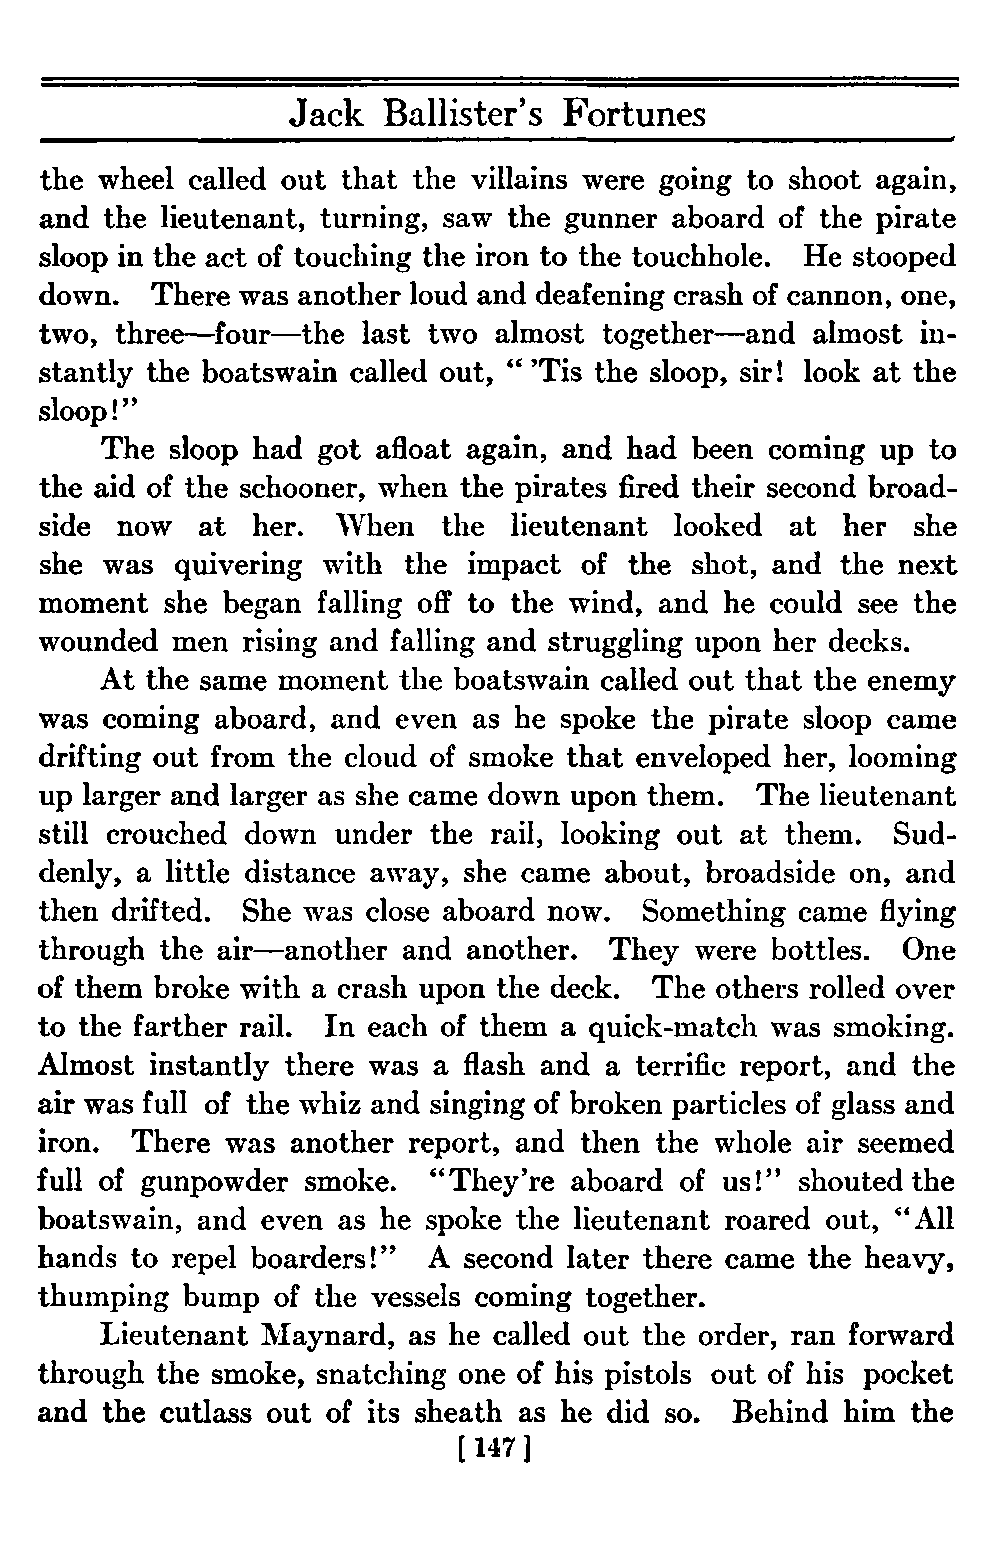 Jack Ballister's Fortunes
the wheel called out that the villains were going to shoot again,
and the lieutenant, turning, saw the gunner aboard of the pirate
sloop in the act of touching the iron to the touchhole. He stooped
down. There was another loud and deafening crash of cannon, one,
two, three—four—the last two almost together—and almost in-
stantly the boatswain called out, “ ’Tis the sloop, sir! look at the
sloop!”
The sloop had got afloat again, and had been coming up to
the aid of the schooner, when the pirates fired their second broad-
side now at her. When the lieutenant looked at her she
she was quivering with the impact of the shot, and the next
moment she began falling off to the wind, and he could see the
wounded men rising and falling and struggling upon her decks.
At the same moment the boatswain called out that the enemy
was coming aboard, and even as he spoke the pirate sloop came
drifting out from the cloud of smoke that enveloped her, looming
up larger and larger as she came down upon them. The lieutenant
still crouched down under the rail, looking out at them. Sud-
denly, a little distance away, she came about, broadside on, and
then drifted. She was close aboard now. Something came flying
through the air—another and another. They were bottles. One
of them broke with a crash upon the deck. The others rolled over
to the farther rail. In each of them a quick-match was smoking.
Almost instantly there was a flash and a terrific report, and the
air was full of the whiz and singing of broken particles of glass and
iron. There was another report, and then the whole air seemed
full of gunpowder smoke. “They’re aboard of us!” shouted the
boatswain, and even as he spoke the lieutenant roared out, “All
hands to repel boarders!” A second later there came the heavy,
thumping bump of the vessels coming together.
Lieutenant Maynard, as he called out the order, ran forward
through the smoke, snatching one of his pistols out of his pocket
and the cutlass out of its sheath as he did so. Behind him the
[ 147 ]